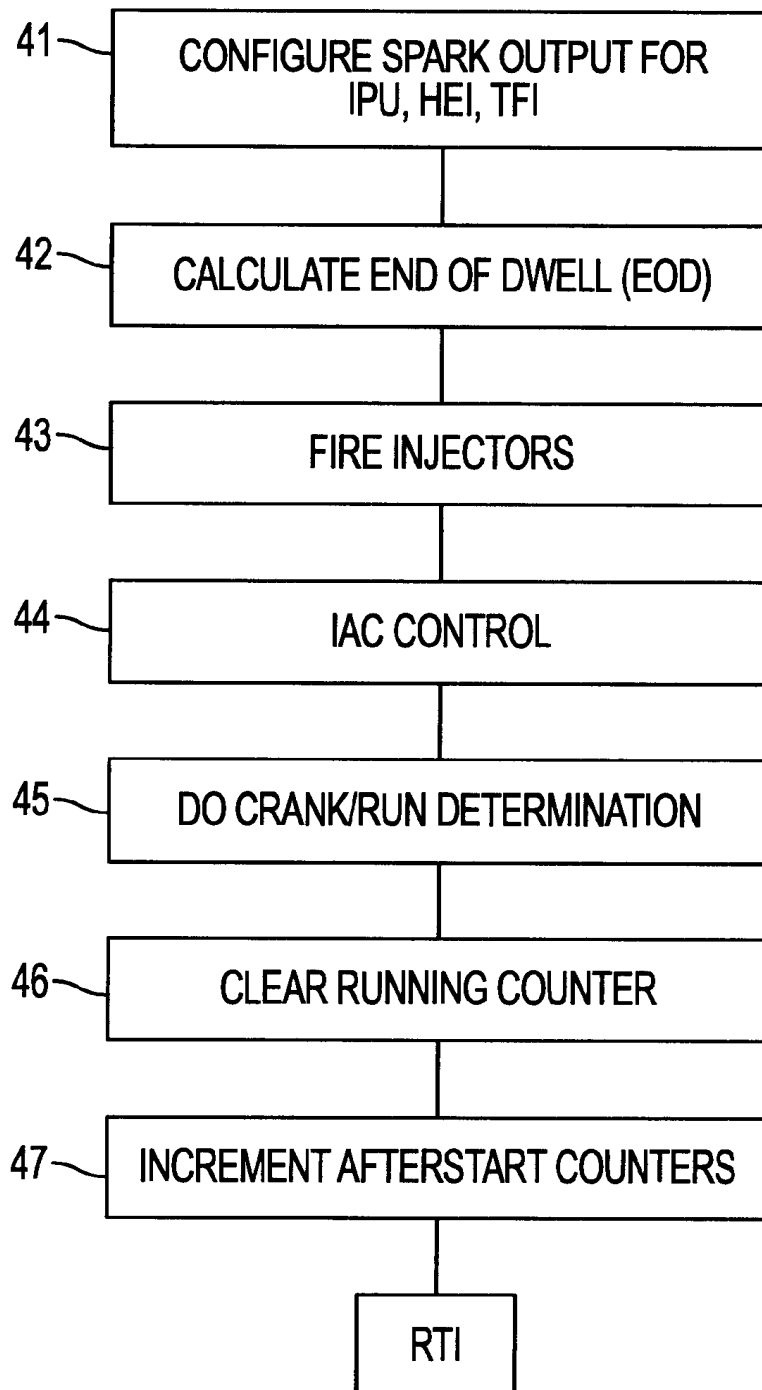 41
CONFIGURE SPARK OUTPUT FOR
IPU, HEI, TFI
42
CALCULATE END OF DWELL (EOD)
43
FIRE INJECTORS
44
IAC CONTROL
45
DO CRANK/RUN DETERMINATION
46
CLEAR RUNNING COUNTER
47
INCREMENT AFTERSTART COUNTERS
RTI